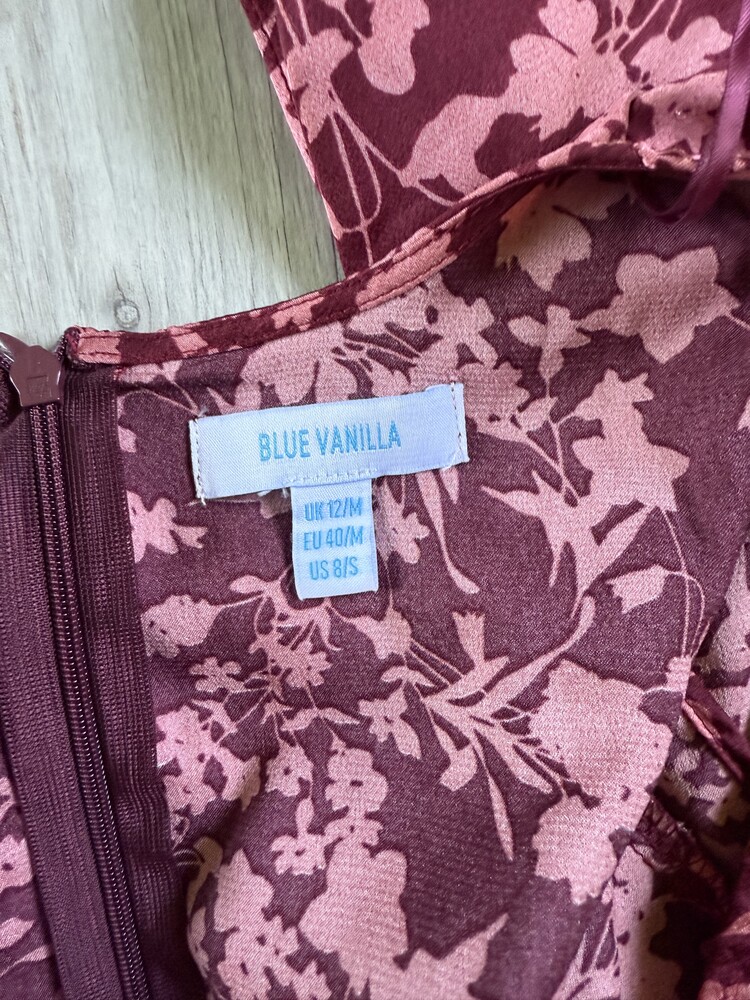 BLUE VANILLA
UK 12/M
EU 40/M
US 8/S